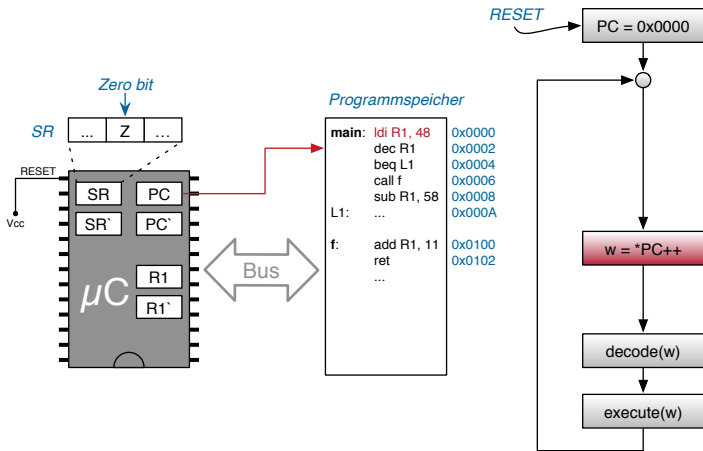 RESET
PC = 0x0000
Zero bit
Programmspeicher
SR
... Z ...
main: ldi R1, 48 0x0000
dec R1 0x0002
beq L1 0x0004
call f 0x0006
sub R1, 58 0x0008
L1: ... 0x000A
f: add R1, 11 0x0100
ret 0x0102
...
RESET
Vcc
SR PC
SR` PC`
R1
R1`
µC
Bus
w = *PC++
decode(w)
execute(w)